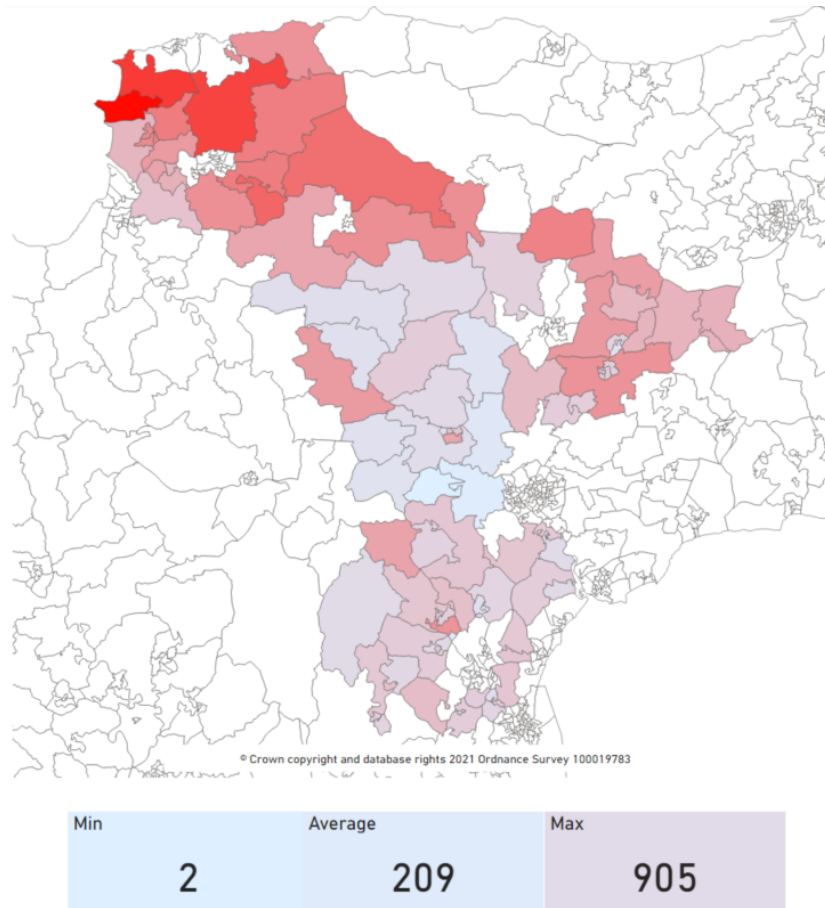 © Crown copyright and database rights 2021 Ordnance Survey 100019783
Min
Average
Max
2
209
905